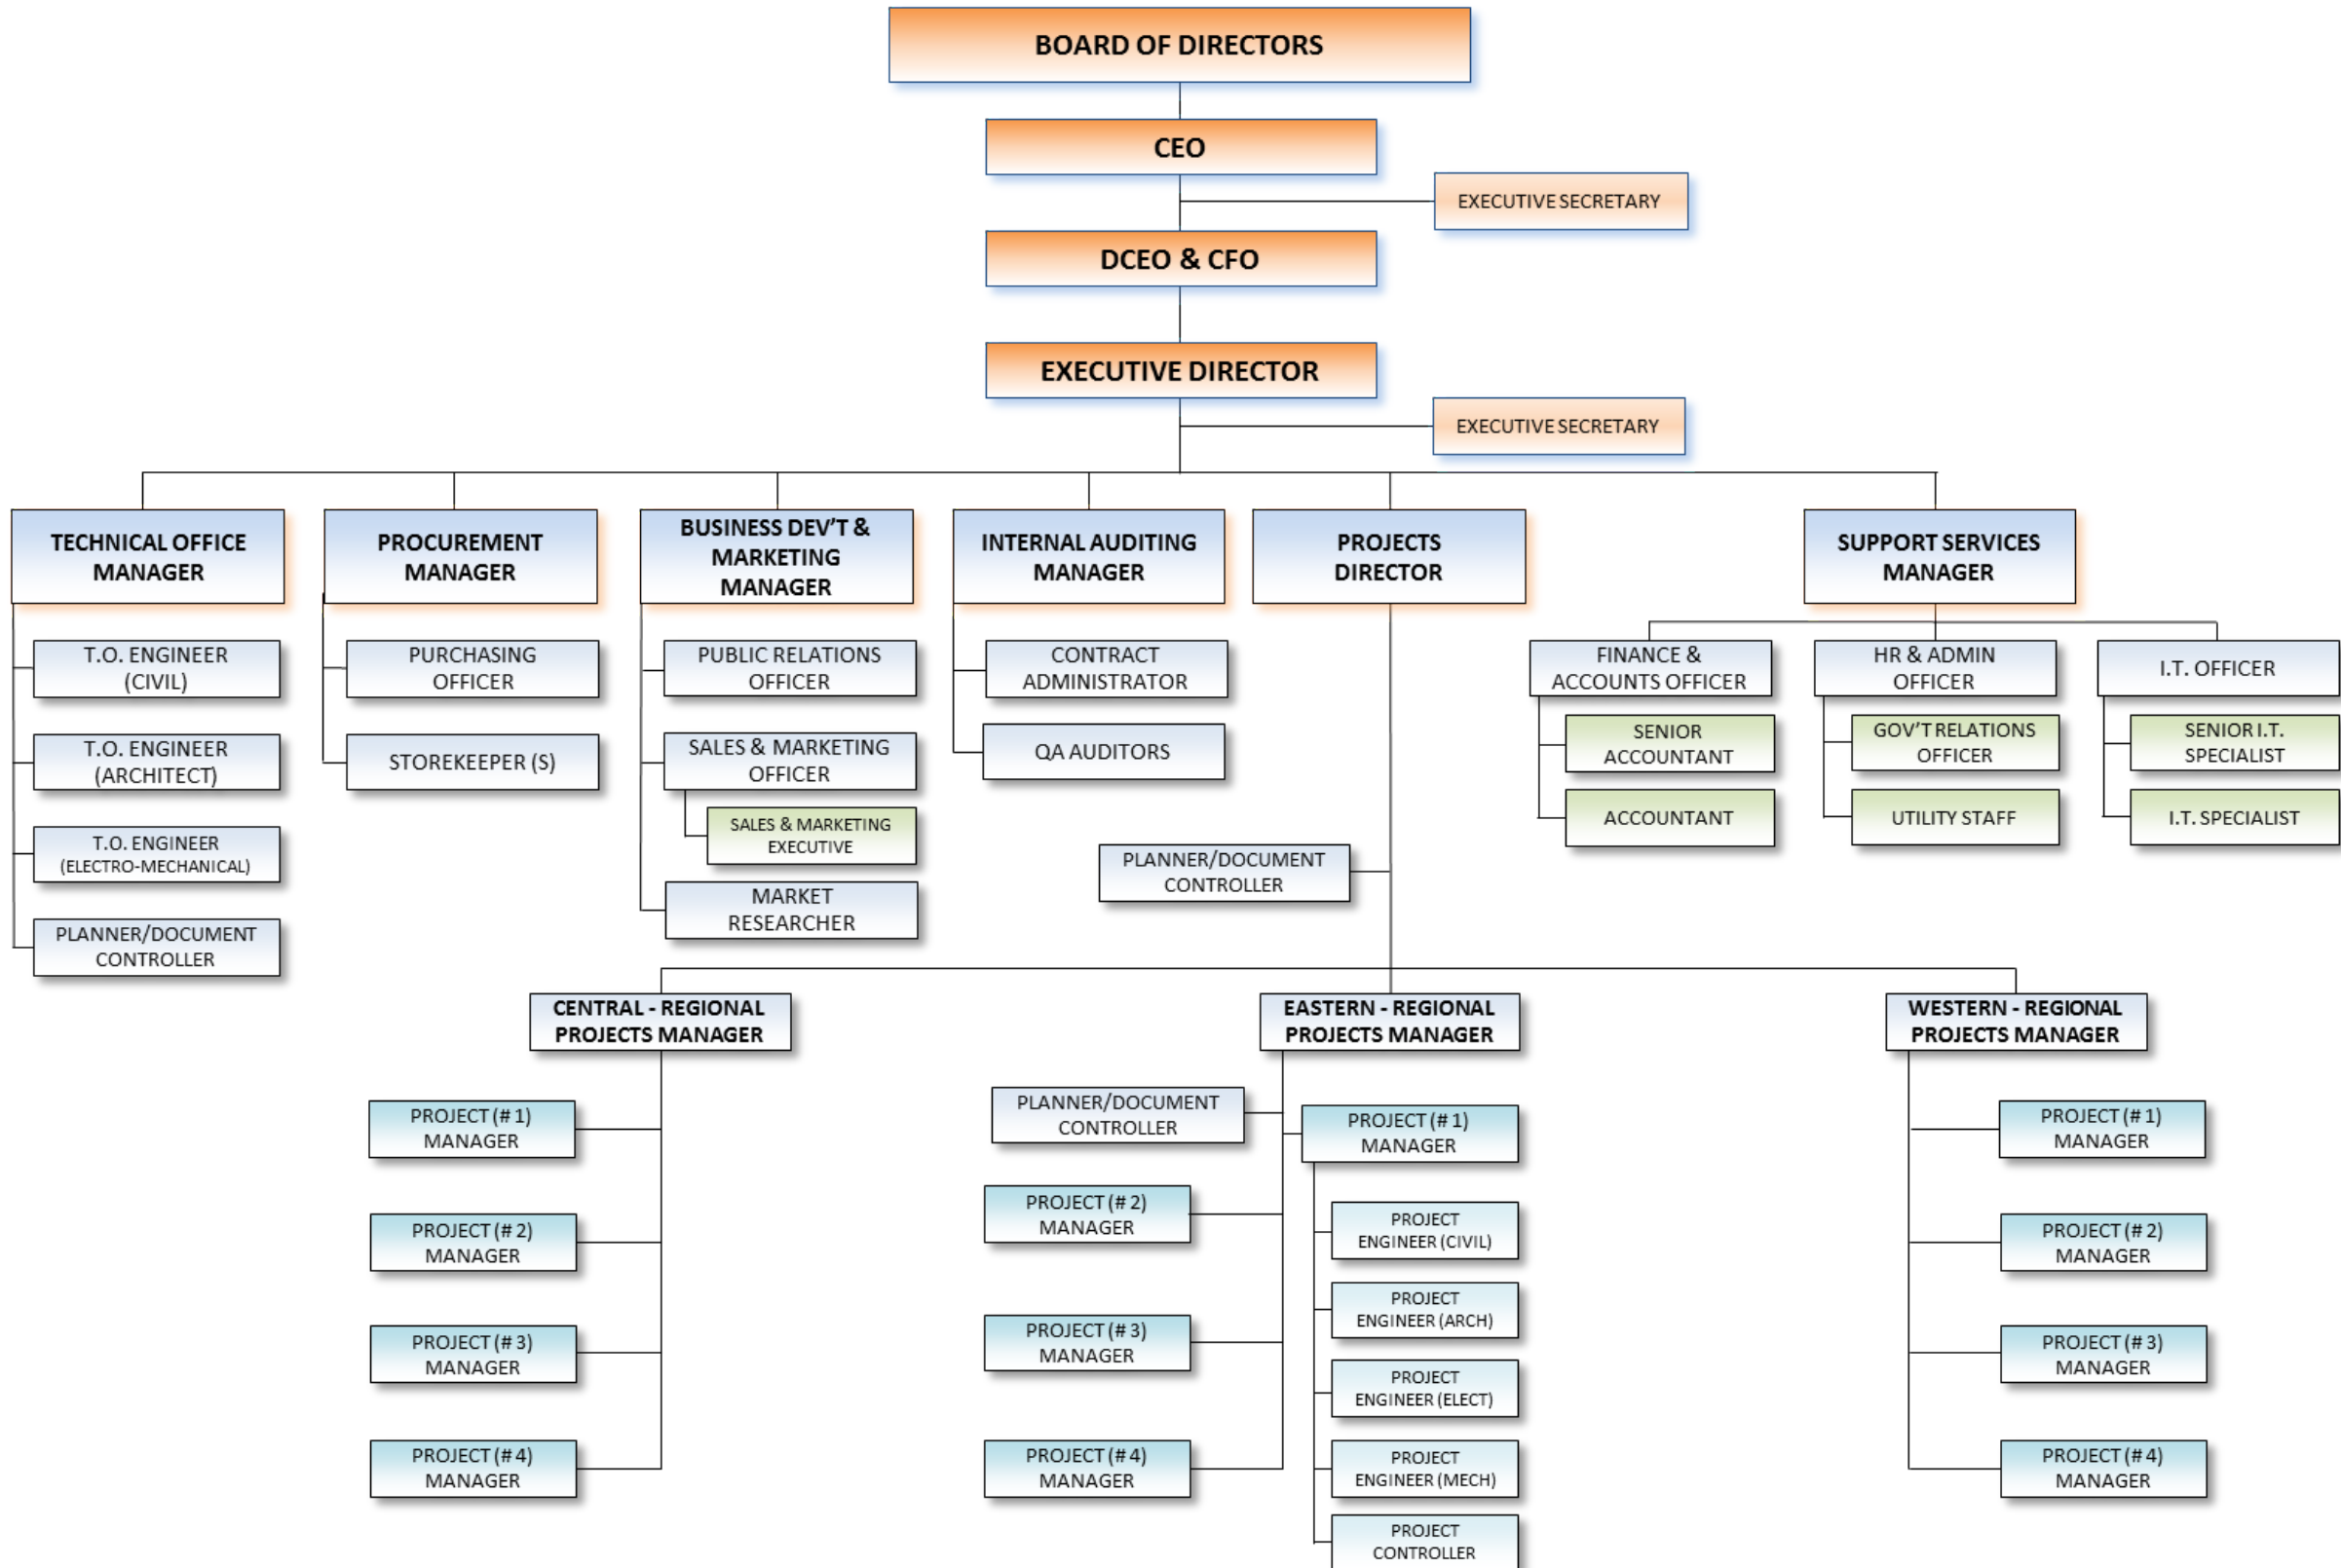 BOARD OF DIRECTORS
CEO
EXECUTIVE SECRETARY
DCEO & CFO
EXECUTIVE DIRECTOR
EXECUTIVE SECRETARY
TECHNICAL OFFICE
MANAGER
PROCUREMENT
MANAGER
BUSINESS DEV’T &
MARKETING
MANAGER
INTERNAL AUDITING
MANAGER
PROJECTS
DIRECTOR
SUPPORT SERVICES
MANAGER
T.O. ENGINEER
(CIVIL)
T.O. ENGINEER
(ARCHITECT)
T.O. ENGINEER
(ELECTRO-MECHANICAL)
PLANNER/DOCUMENT
CONTROLLER
PURCHASING
OFFICER
STOREKEEPER (S)
PUBLIC RELATIONS
OFFICER
SALES & MARKETING
OFFICER
SALES & MARKETING
EXECUTIVE
MARKET
RESEARCHER
CONTRACT
ADMINISTRATOR
QA AUDITORS
PLANNER/DOCUMENT
CONTROLLER
FINANCE &
ACCOUNTS OFFICER
SENIOR
ACCOUNTANT
ACCOUNTANT
HR & ADMIN
OFFICER
GOV’T RELATIONS
OFFICER
UTILITY STAFF
I.T. OFFICER
SENIOR I.T.
SPECIALIST
I.T. SPECIALIST
CENTRAL - REGIONAL
PROJECTS MANAGER
PROJECT (# 1)
MANAGER
PROJECT (# 2)
MANAGER
PROJECT (# 3)
MANAGER
PROJECT (# 4)
MANAGER
EASTERN - REGIONAL
PROJECTS MANAGER
PLANNER/DOCUMENT
CONTROLLER
PROJECT (# 1)
MANAGER
PROJECT (# 2)
MANAGER
PROJECT (# 3)
MANAGER
PROJECT (# 4)
MANAGER
PROJECT
ENGINEER (CIVIL)
PROJECT
ENGINEER (ARCH)
PROJECT
ENGINEER (ELECT)
PROJECT
ENGINEER (MECH)
PROJECT
CONTROLLER
WESTERN - REGIONAL
PROJECTS MANAGER
PROJECT (# 1)
MANAGER
PROJECT (# 2)
MANAGER
PROJECT (# 3)
MANAGER
PROJECT (# 4)
MANAGER